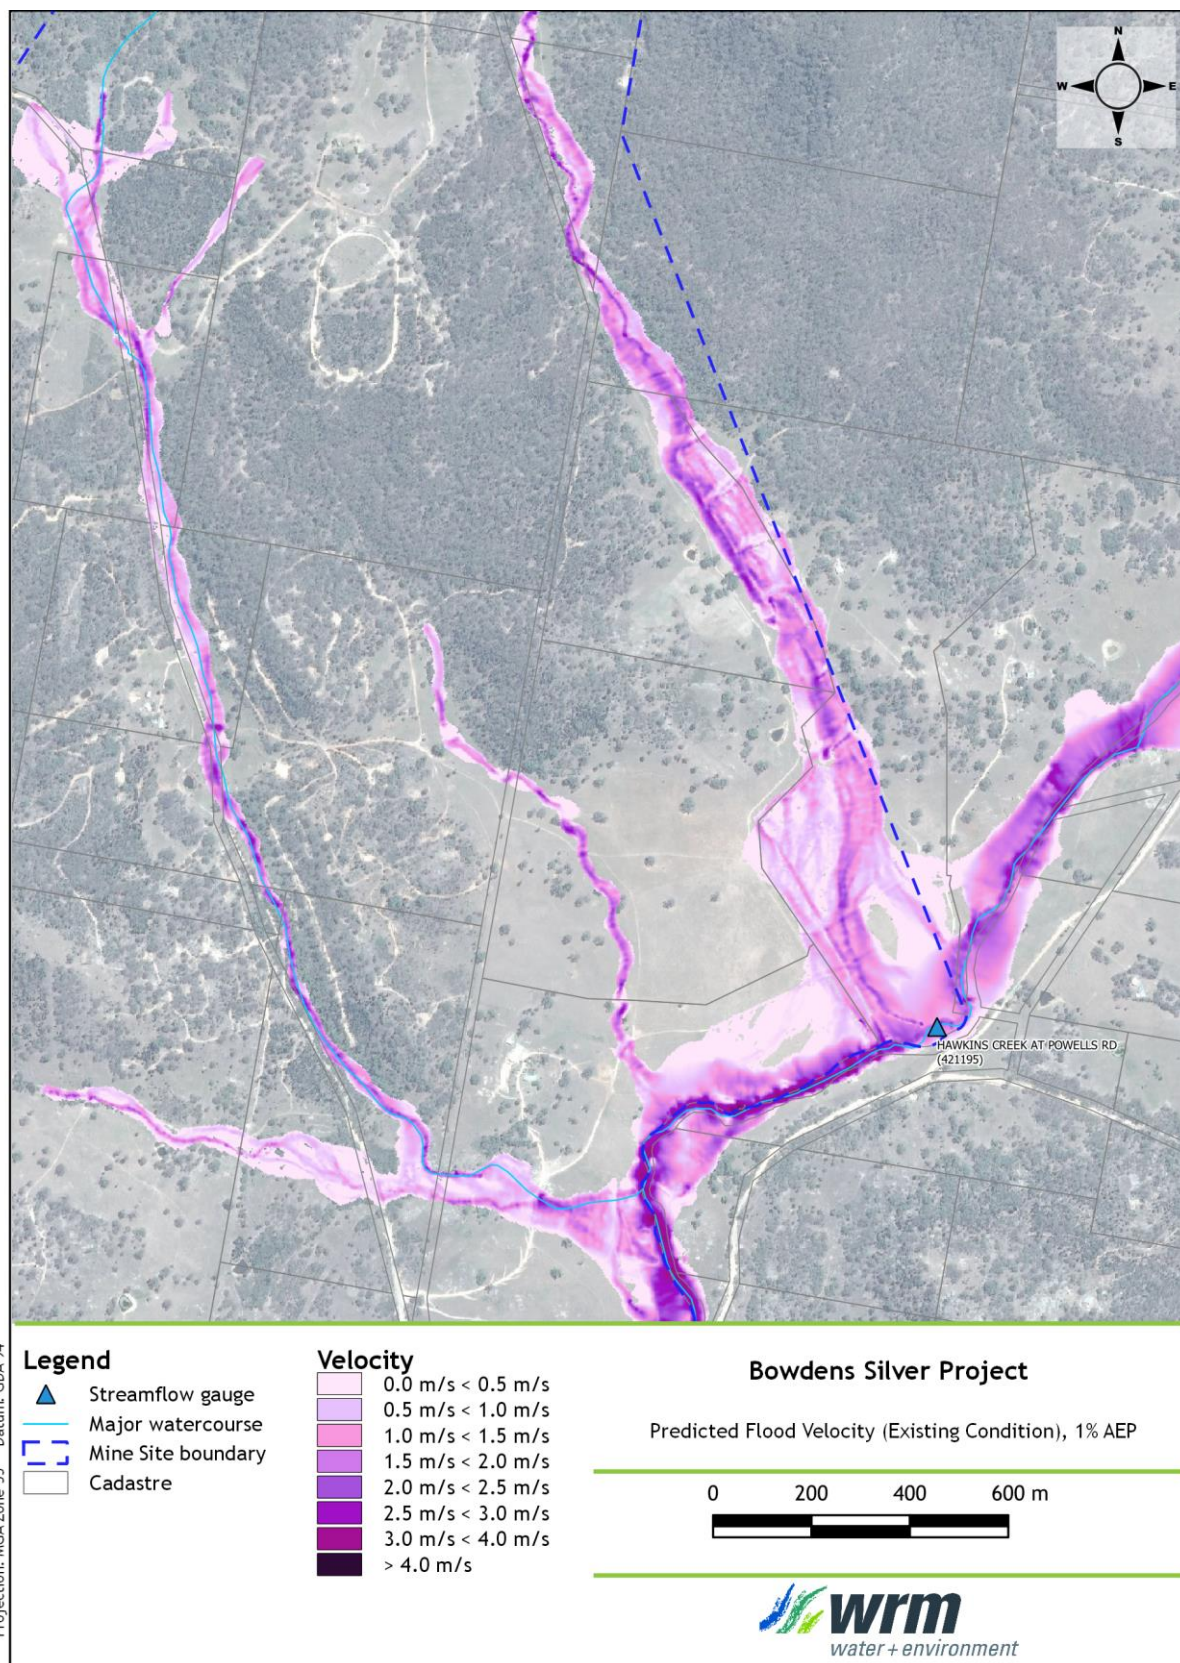 N
W
E
S
HAWKINS CREEK AT POWELLS RD
(421195)
Legend
Streamflow gauge
Major watercourse
Mine Site boundary
Cadastre
Velocity
0.0 m/s < 0.5 m/s
0.5 m/s < 1.0 m/s
1.0 m/s < 1.5 m/s
1.5 m/s < 2.0 m/s
2.0 m/s < 2.5 m/s
2.5 m/s < 3.0 m/s
3.0 m/s < 4.0 m/s
> 4.0 m/s
Bowdens Silver Project
Predicted Flood Velocity (Existing Condition), 1% AEP
0 200 400 600 m
wrm
water + environment